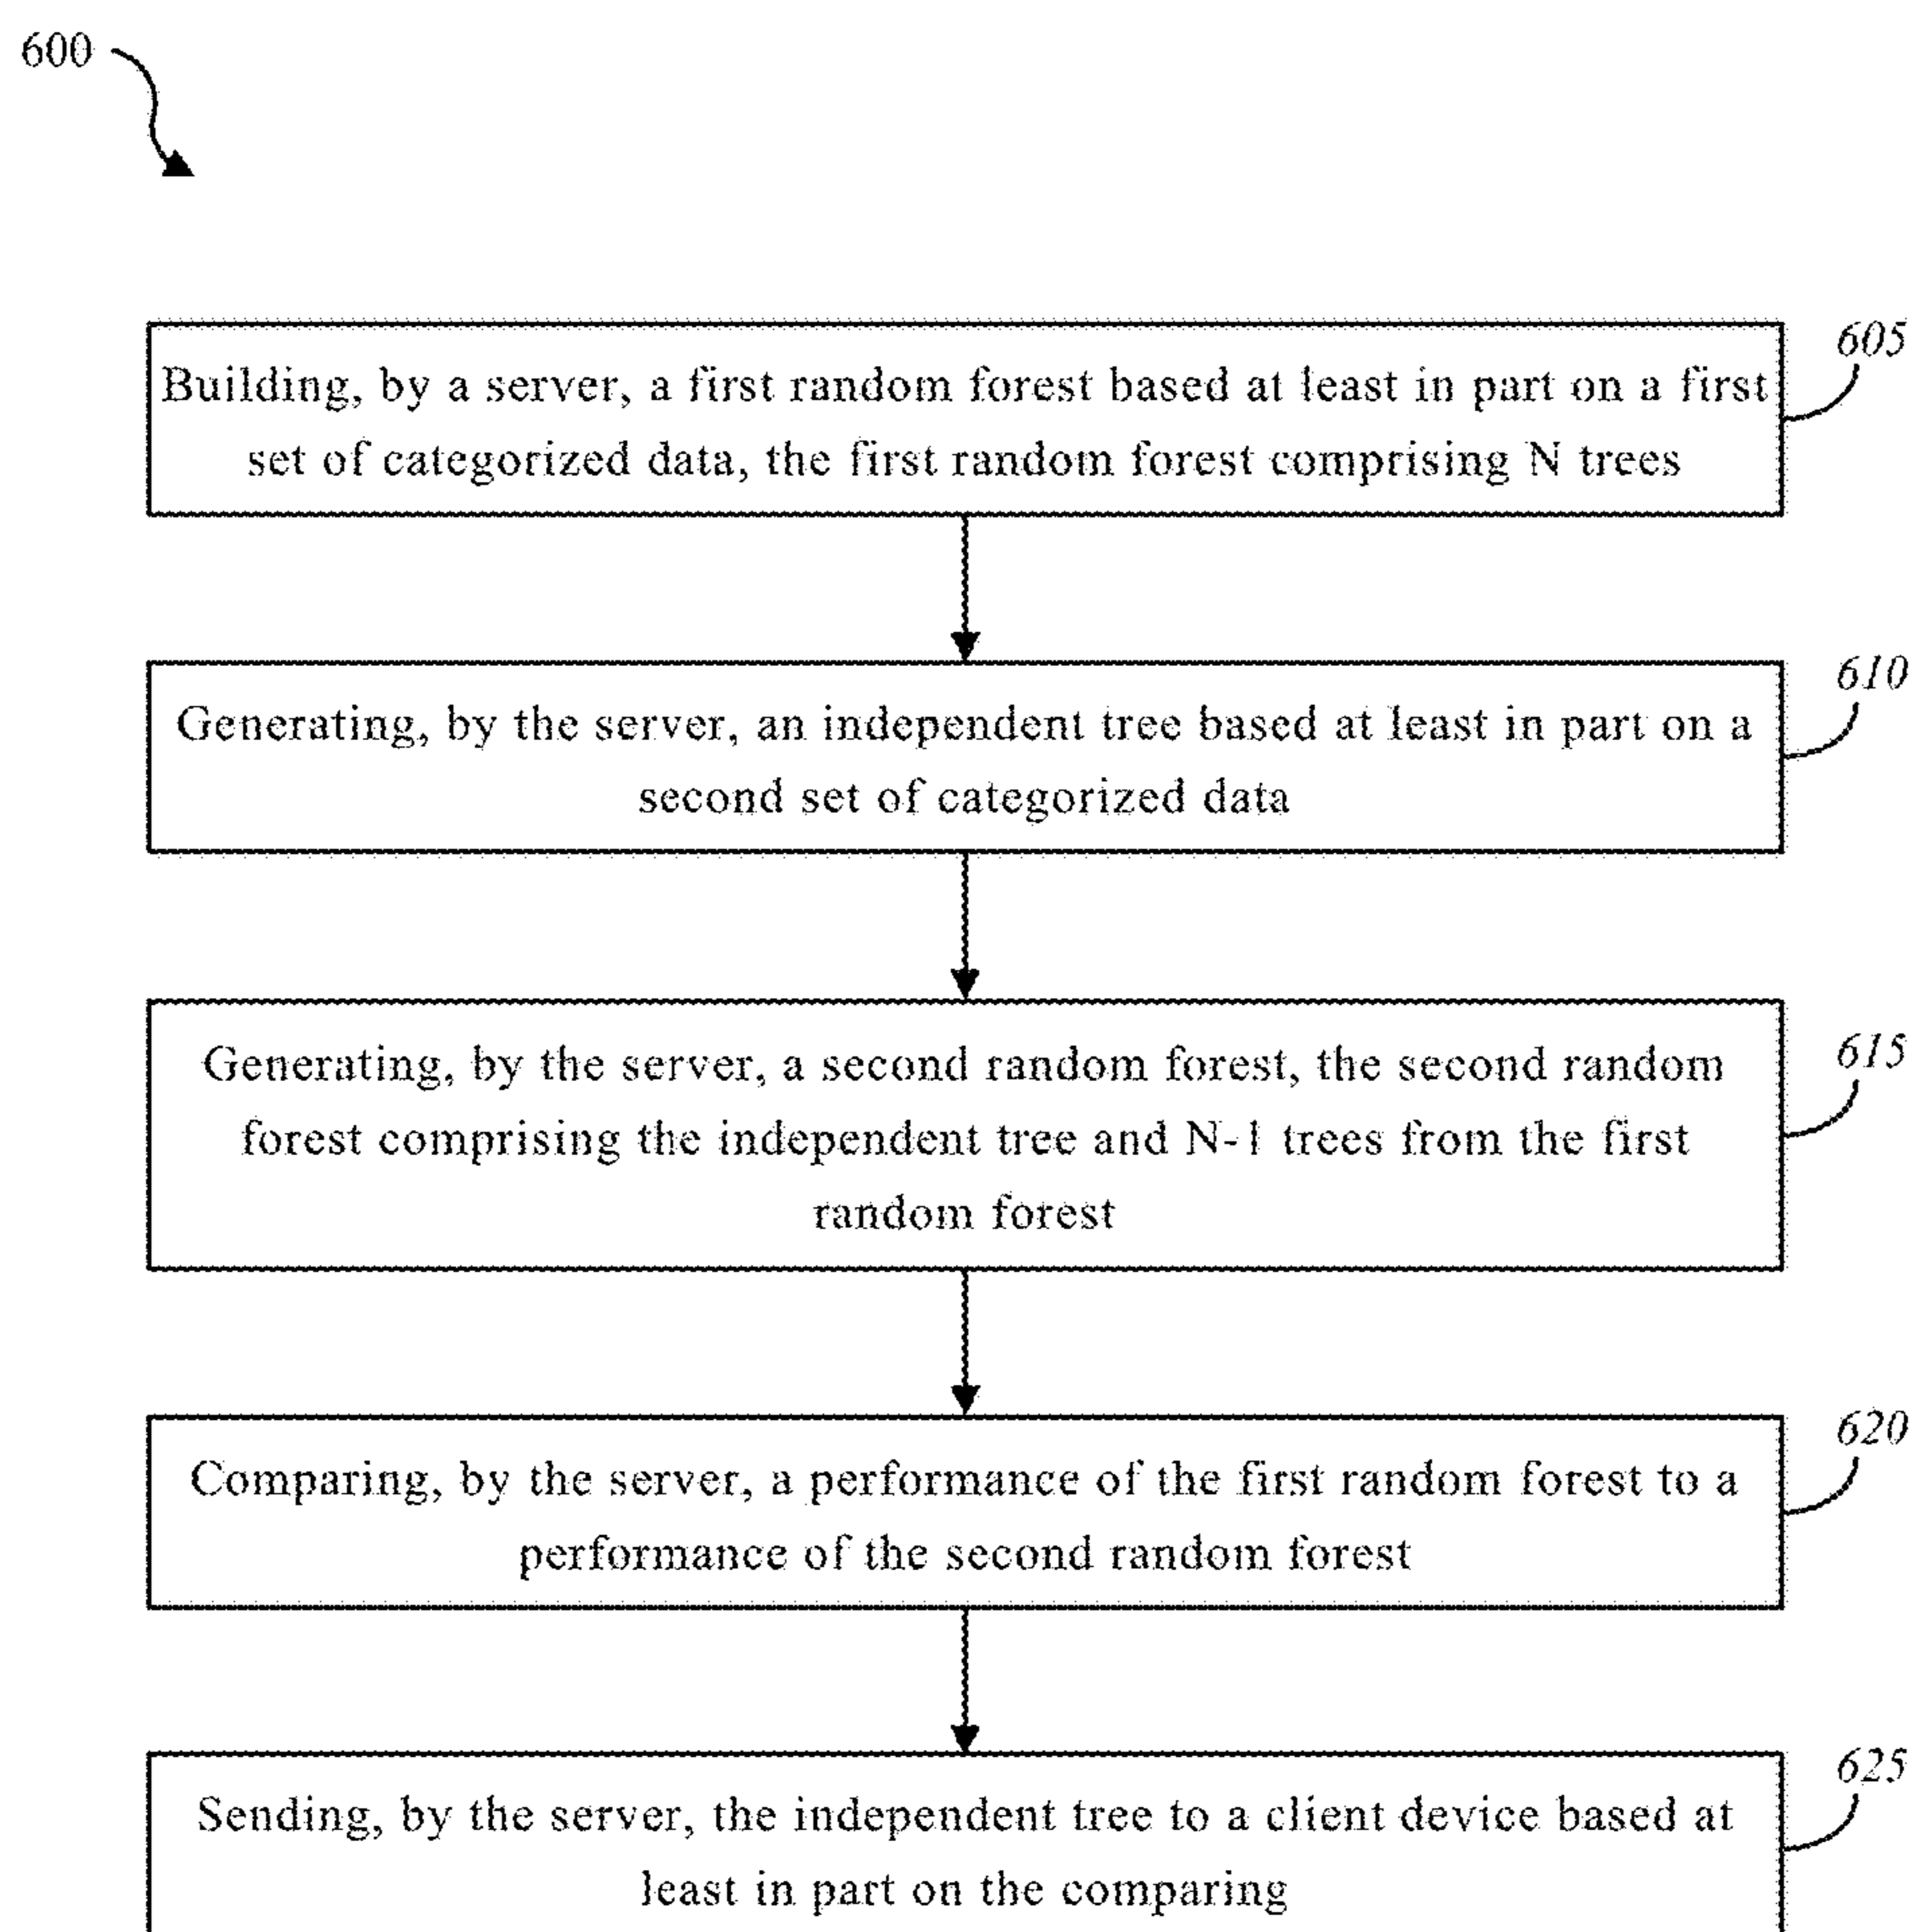 600
605
Building, by a server, a first random forest based at least in part on a first
set of categorized data, the first random forest comprising N trees
610
Generating, by the server, an independent tree based at least in part on a
second set of categorized data
615
Generating, by the server, a second random forest, the second random
forest comprising the independent tree and N-1 trees from the first
random forest
620
Comparing, by the server, a performance of the first random forest to a
performance of the second random forest
625
Sending, by the server, the independent tree to a client device based at
least in part on the comparing